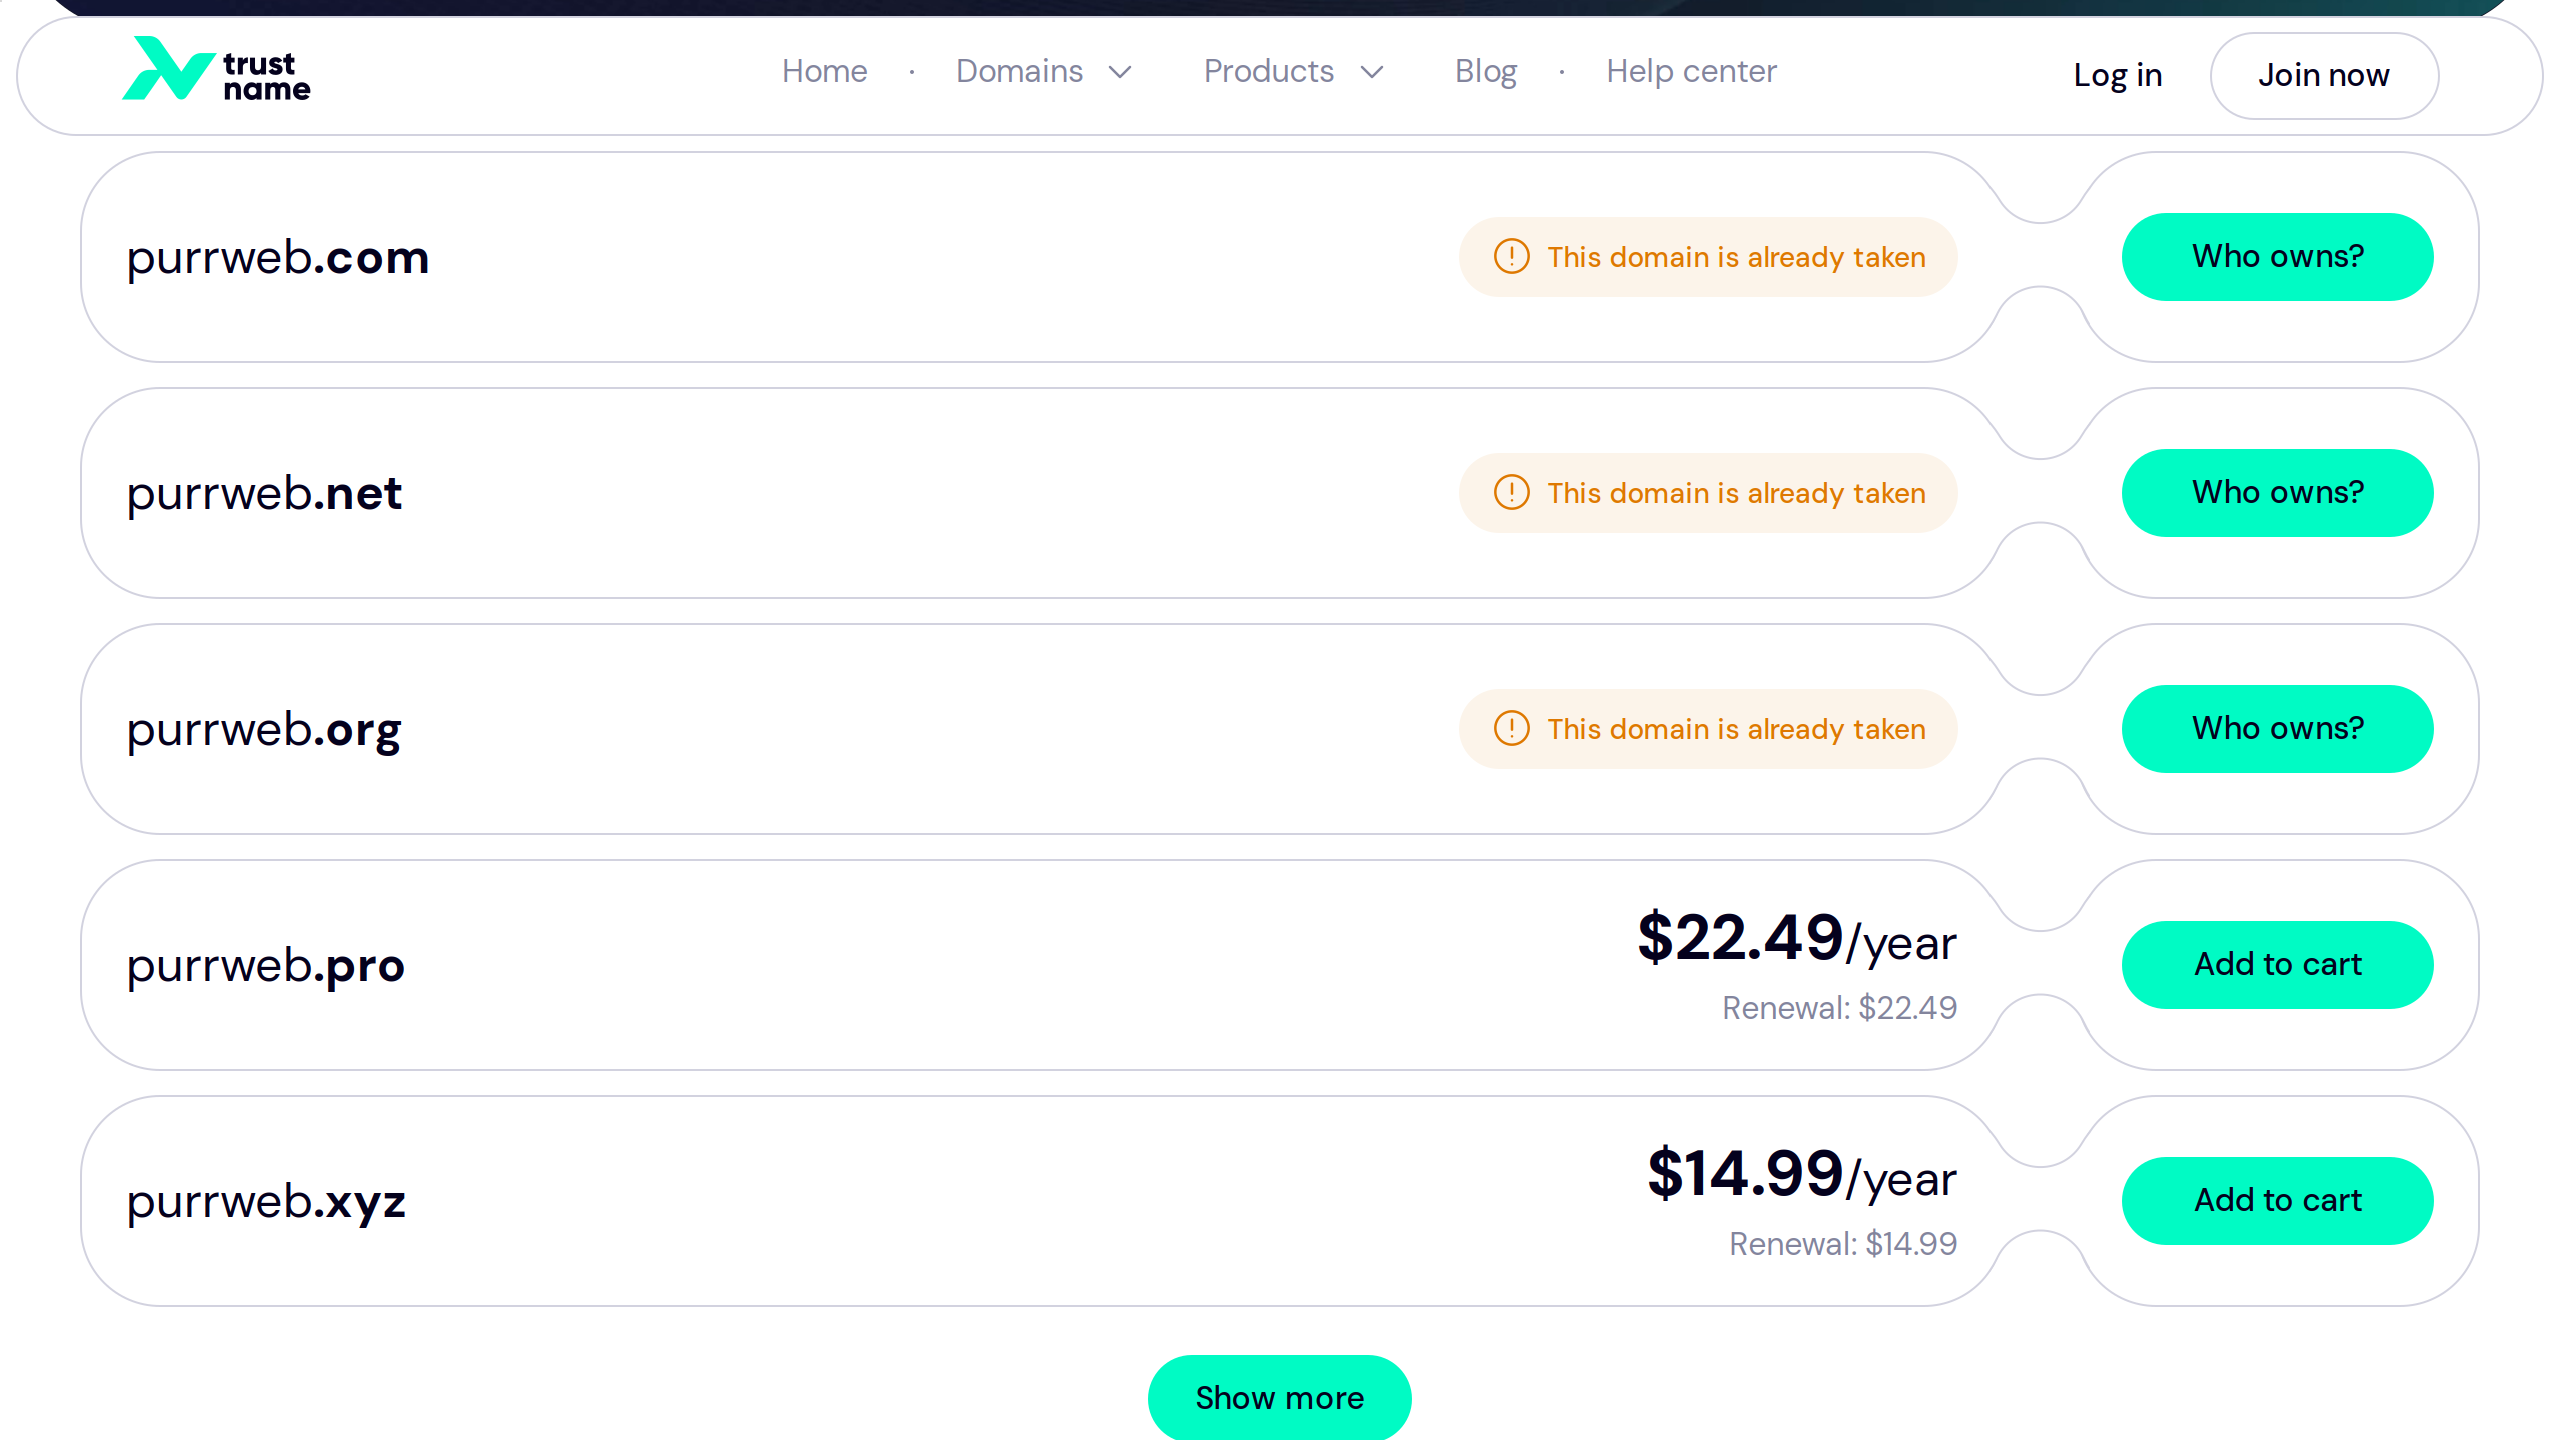 trust
name
Home · Domains Products Blog · Help center
Log in Join now
purrweb.com This domain is already taken Who owns?
purrweb.net This domain is already taken Who owns?
purrweb.org This domain is already taken Who owns?
purrweb.pro $22.49/year Add to cart
Renewal: $22.49
purrweb.xyz $14.99/year Add to cart
Renewal: $14.99
Show more